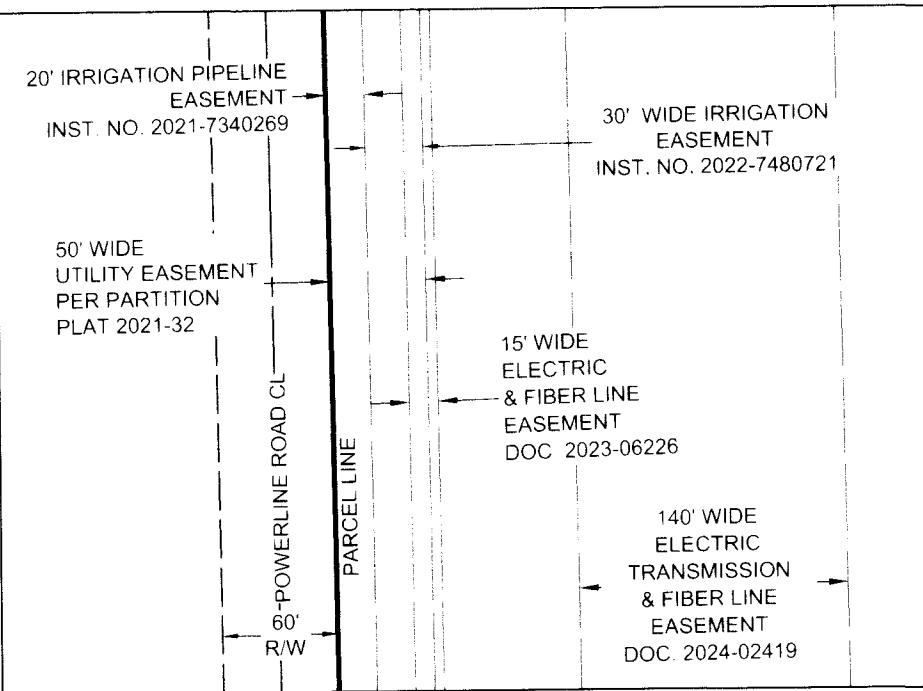 20' IRRIGATION PIPELINE
EASEMENT
INST. NO. 2021-7340269
30' WIDE IRRIGATION
EASEMENT
INST. NO. 2022-7480721
50' WIDE
UTILITY EASEMENT
PER PARTITION
PLAT 2021-32
15' WIDE
ELECTRIC
& FIBER LINE
EASEMENT
DOC 2023-06226
POWERLINE ROAD CL
PARCEL LINE
60'
R/W
140' WIDE
ELECTRIC
TRANSMISSION
& FIBER LINE
EASEMENT
DOC. 2024-02419